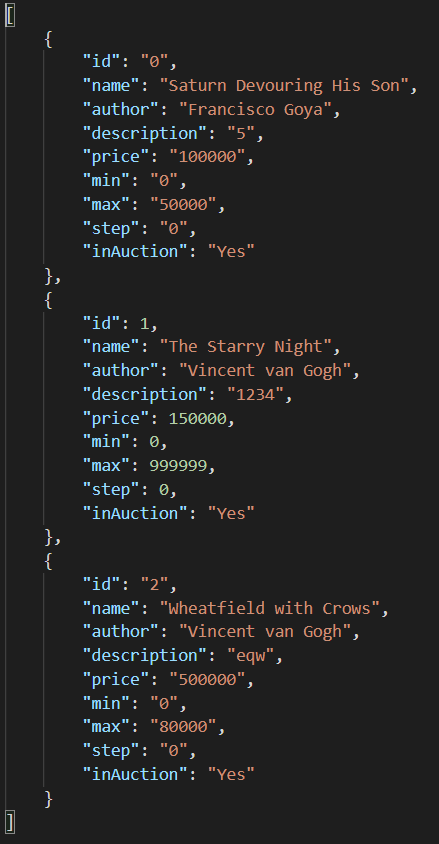 [
    {
        "id": "0",
        "name": "Saturn Devouring His Son",
        "author": "Francisco Goya",
        "description": "5",
        "price": "100000",
        "min": "0",
        "max": "50000",
        "step": "0",
        "inAuction": "Yes"
    },
    {
        "id": 1,
        "name": "The Starry Night",
        "author": "Vincent van Gogh",
        "description": "1234",
        "price": 150000,
        "min": 0,
        "max": 999999,
        "step": 0,
        "inAuction": "Yes"
    },
    {
        "id": "2",
        "name": "Wheatfield with Crows",
        "author": "Vincent van Gogh",
        "description": "eqw",
        "price": "500000",
        "min": "0",
        "max": "80000",
        "step": "0",
        "inAuction": "Yes"
    }
]